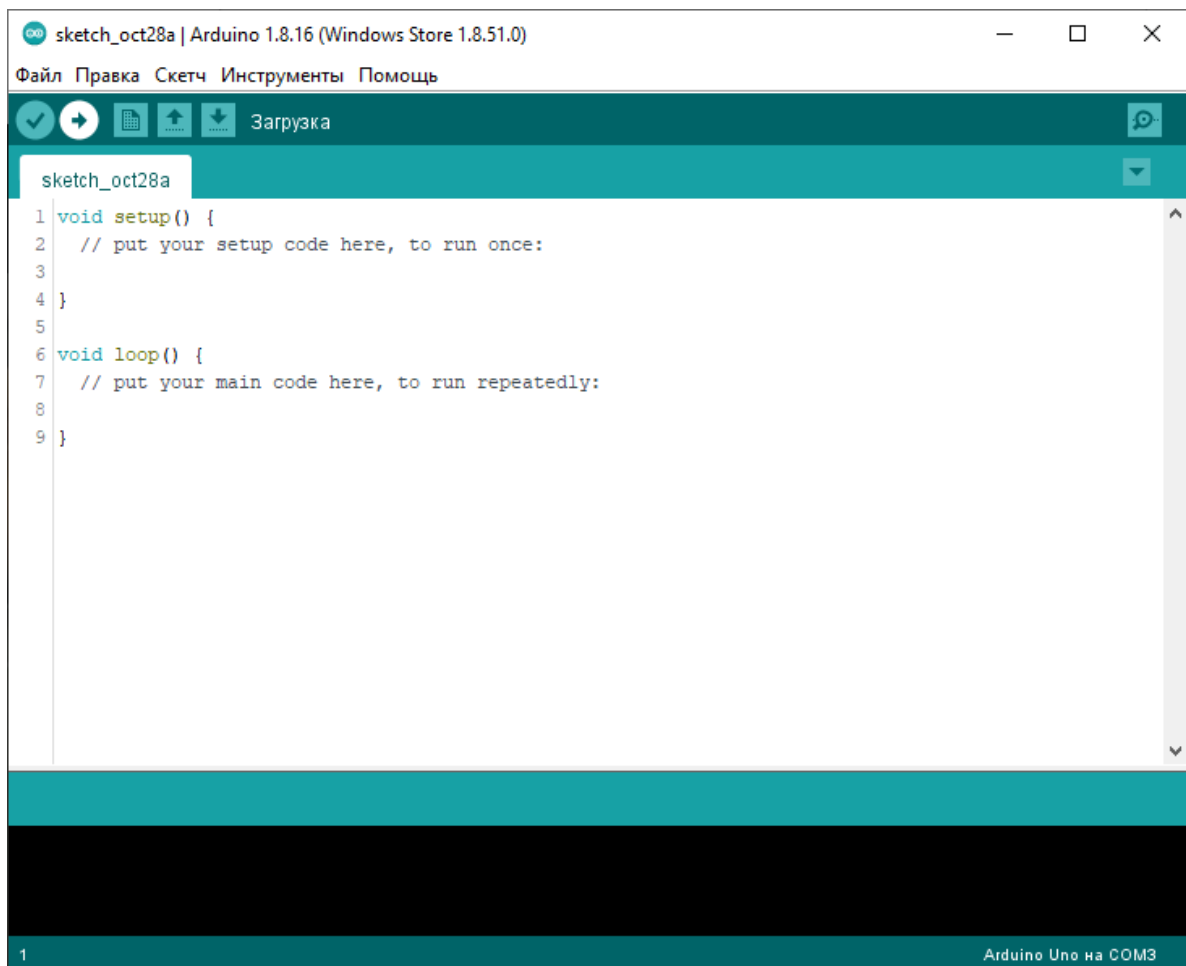 sketch_oct28a | Arduino 1.8.16 (Windows Store 1.8.51.0)
Файл Правка Скетч Инструменты Помощь
Загрузка
sketch_oct28a
1 void setup() {
2   // put your setup code here, to run once:
3
4 }
5
6 void loop() {
7   // put your main code here, to run repeatedly:
8
9 }
1 Arduino Uno на COM3